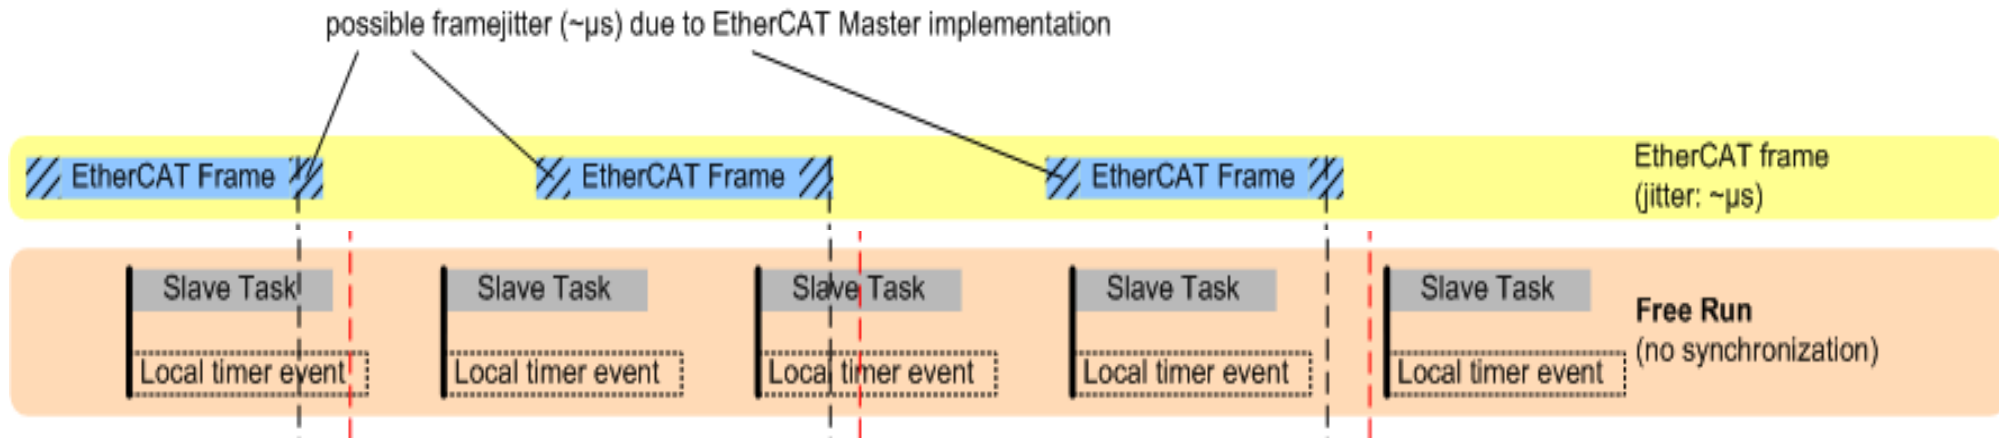 possible framejitter (~µs) due to EtherCAT Master implementation
EtherCAT Frame EtherCAT Frame EtherCAT Frame
EtherCAT frame
(jitter: ~µs)
Slave Task Slave Task Slave Task Slave Task Slave Task
Free Run
(no synchronization)
Local timer event Local timer event Local timer event Local timer event Local timer event